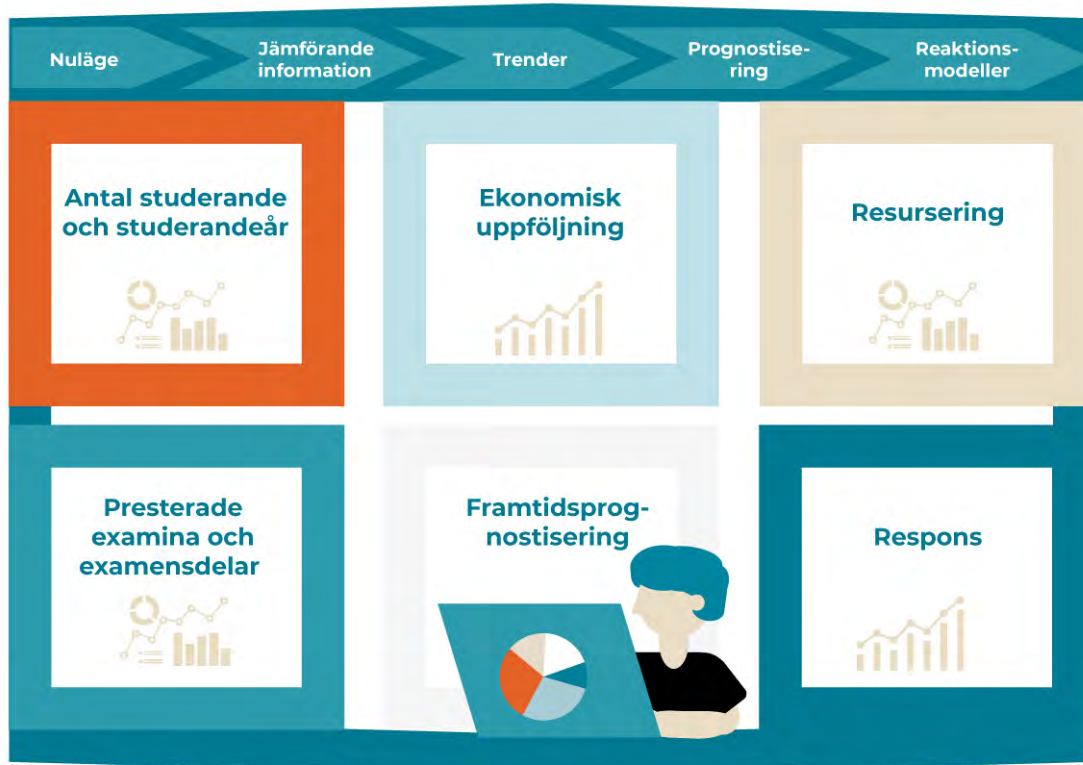 Nuläge
Jämförande
information
Trender
Prognostise-
ring
Reaktions-
modeller
Antal studerande
och studerandeår
Ekonomisk
uppföljning
Resursering
Presterade
examina och
examensdelar
Framtidsprog-
nostisering
Respons